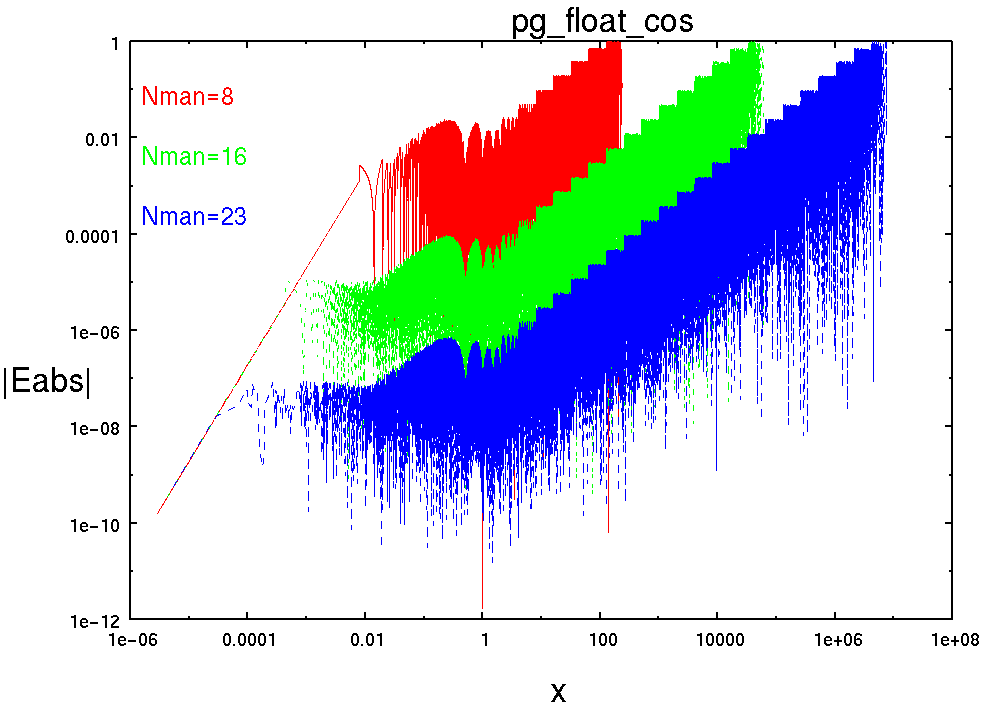 pg_float_cos
1
Nman=8
0.01
Nman=16
Nman=23
0.0001
1e-06
|Eabs|
1e-08
1e-10
1e-12
1e-06 0.0001 0.01 1 100 10000 1e+06 1e+08
x